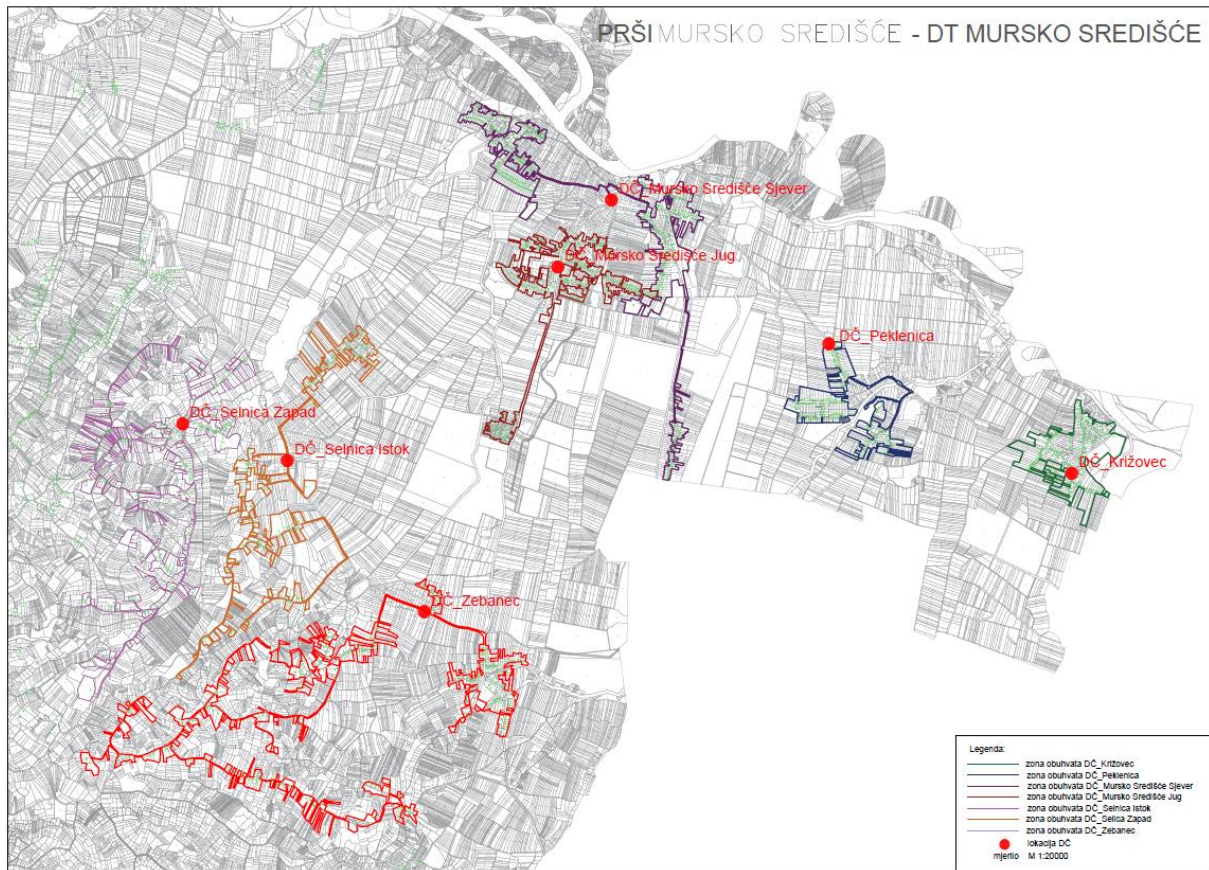 PRŠI MURSKO SREDIŠĆE - DT MURSKO SREDIŠĆE
DČ_Mursko Središće Sjever
DČ_Mursko Središće Jug
DČ_Peklenica
DČ_Selnica Zapad
DČ_Selnica Istok
DČ_Križovec
DČ_Zebanec
Legenda:
zona obuhvata DČ_Križovec
zona obuhvata DČ_Peklenica
zona obuhvata DČ_Mursko Središće Sjever
zona obuhvata DČ_Mursko Središće Jug
zona obuhvata DČ_Selnica Istok
zona obuhvata DČ_Selica Zapad
zona obuhvata DČ_Zebanec
lokacija DČ
mjerilo M 1:20000